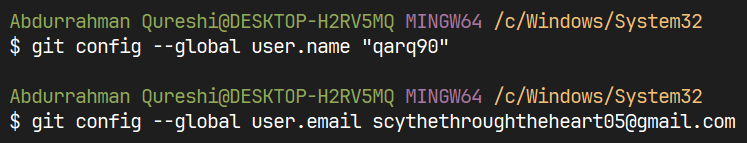 Abdurrahman Qureshi@DESKTOP-H2RV5MQ MINGW64 /c/Windows/System32
$ git config --global user.name "qarq90"
Abdurrahman Qureshi@DESKTOP-H2RV5MQ MINGW64 /c/Windows/System32
$ git config --global user.email scythethroughtheheart05@gmail.com